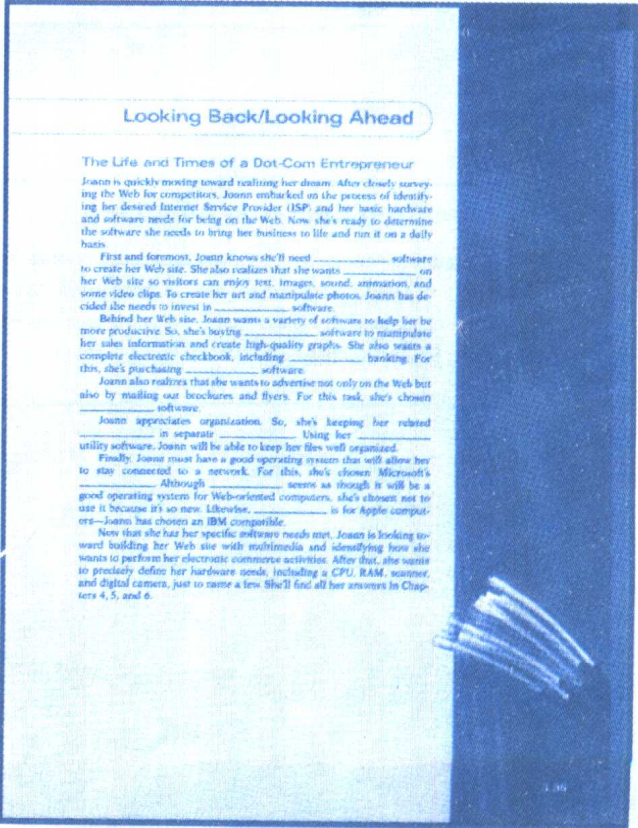 Looking Back/Looking Ahead
The Life and Times of a Dot-Com Entrepreneur
Joann is quickly moving toward realizing her dream. After closely survey-
ing the Web for competitors, Joann embarked on the process of identify-
ing her desired Internet Service Provider (ISP) and her basic hardware
and software needs for being on the Web. Now she's ready to determine
the software she needs to bring her business to life and run it on a daily
basis.
First and foremost, Joann knows she'll need ____________ software
to create her Web site. She also realizes that she wants ____________ on
her Web site so visitors can enjoy text, images, sound, animation, and
some video clips. To create her art and manipulate photos, Joann has de-
cided she needs to invest in ____________ software.
Behind her Web site, Joann wants a variety of software to help her be
more productive. So, she's buying ____________ software to manipulate
her sales information and create high-quality graphs. She also wants a
complete electronic checkbook, including ____________ banking. For
this, she's purchasing ____________ software.
Joann also realizes that she wants to advertise not only on the Web but
also by mailing out brochures and flyers. For this task, she's chosen
____________ software.
Joann appreciates organization. So, she's keeping her related
____________ in separate ____________. Using her ____________
utility software, Joann will be able to keep her files well organized.
Finally, Joann must have a good operating system that will allow her
to stay connected to a network. For this, she's chosen Microsoft's
____________. Although ____________ seems as though it will be a
good operating system for Web-oriented computers, she's chosen not to
use it because it's so new. Likewise, ____________ is for Apple comput-
ers—Joann has chosen an IBM compatible.
Now that she has her specific software needs met, Joann is looking to-
ward building her Web site with multimedia and identifying how she
wants to perform her electronic commerce activities. After that, she wants
to precisely define her hardware needs, including a CPU, RAM, scanner,
and digital camera, just to name a few. She'll find all her answers in Chap-
ters 4, 5, and 6.